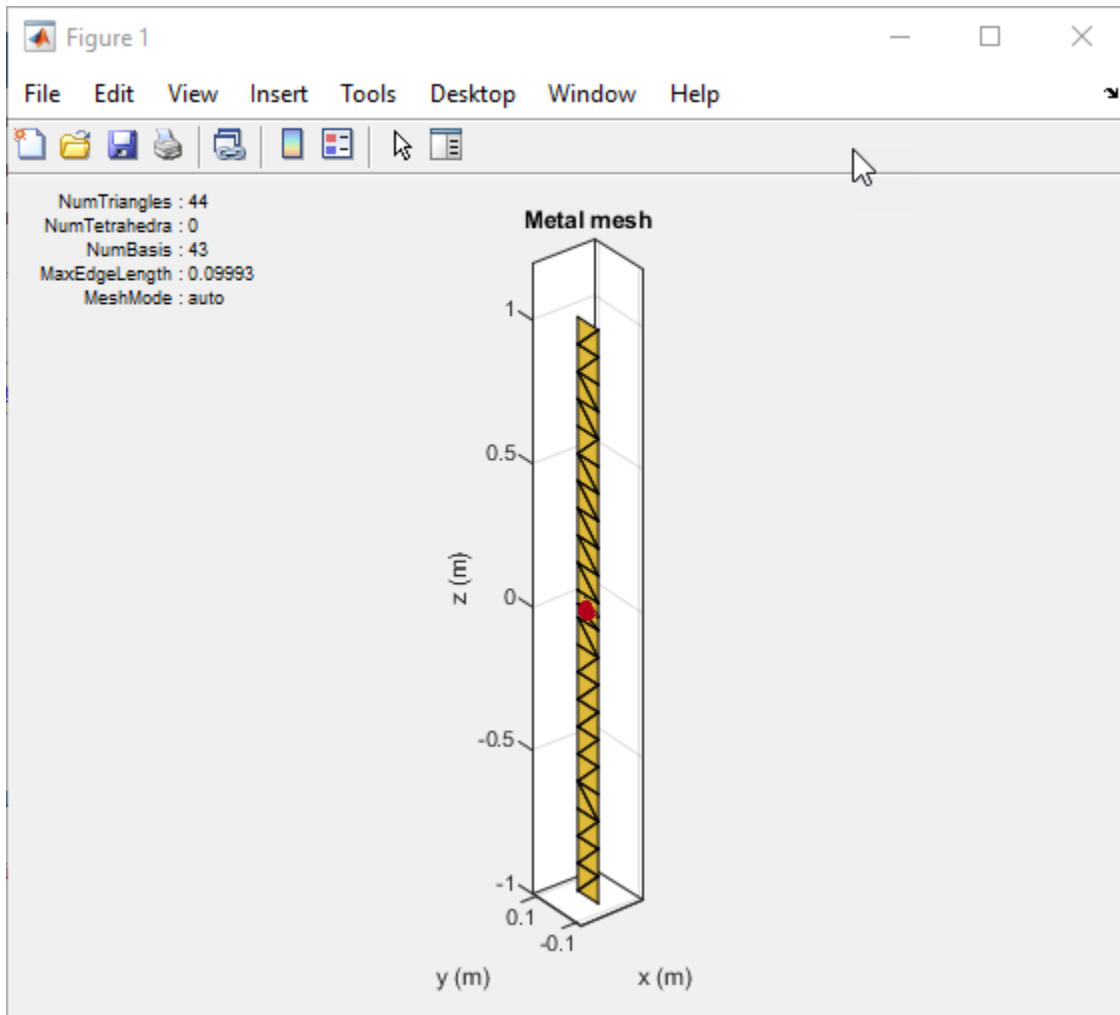 Figure 1
File Edit View Insert Tools Desktop Window Help
NumTriangles : 44
NumTetrahedra : 0
NumBasis : 43
MaxEdgeLength : 0.09993
MeshMode : auto
Metal mesh
1
0.5
0
-0.5
-1
z (m)
0.1
-0.1
y (m)
x (m)